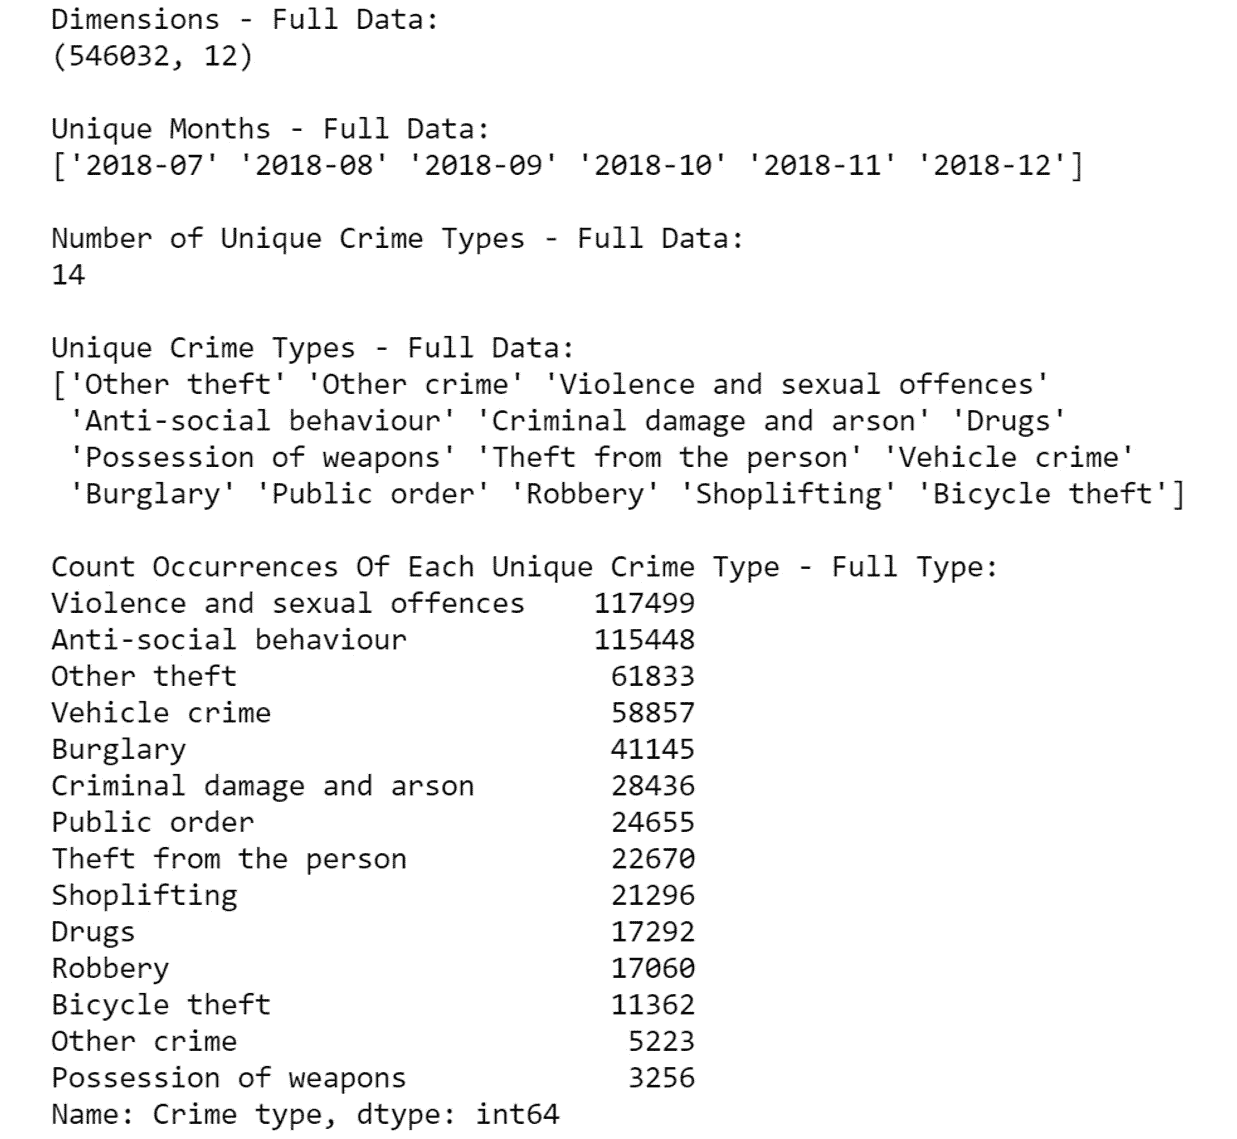 Dimensions - Full Data:
(546032, 12)
Unique Months - Full Data:
['2018-07' '2018-08' '2018-09' '2018-10' '2018-11' '2018-12']
Number of Unique Crime Types - Full Data:
14
Unique Crime Types - Full Data:
['Other theft' 'Other crime' 'Violence and sexual offences'
'Anti-social behaviour' 'Criminal damage and arson' 'Drugs'
'Possession of weapons' 'Theft from the person' 'Vehicle crime'
'Burglary' 'Public order' 'Robbery' 'Shoplifting' 'Bicycle theft']
Count Occurrences Of Each Unique Crime Type - Full Type:
Violence and sexual offences    117499
Anti-social behaviour           115448
Other theft                      61833
Vehicle crime                    58857
Burglary                         41145
Criminal damage and arson        28436
Public order                     24655
Theft from the person            22670
Shoplifting                      21296
Drugs                            17292
Robbery                          17060
Bicycle theft                    11362
Other crime                       5223
Possession of weapons             3256
Name: Crime type, dtype: int64